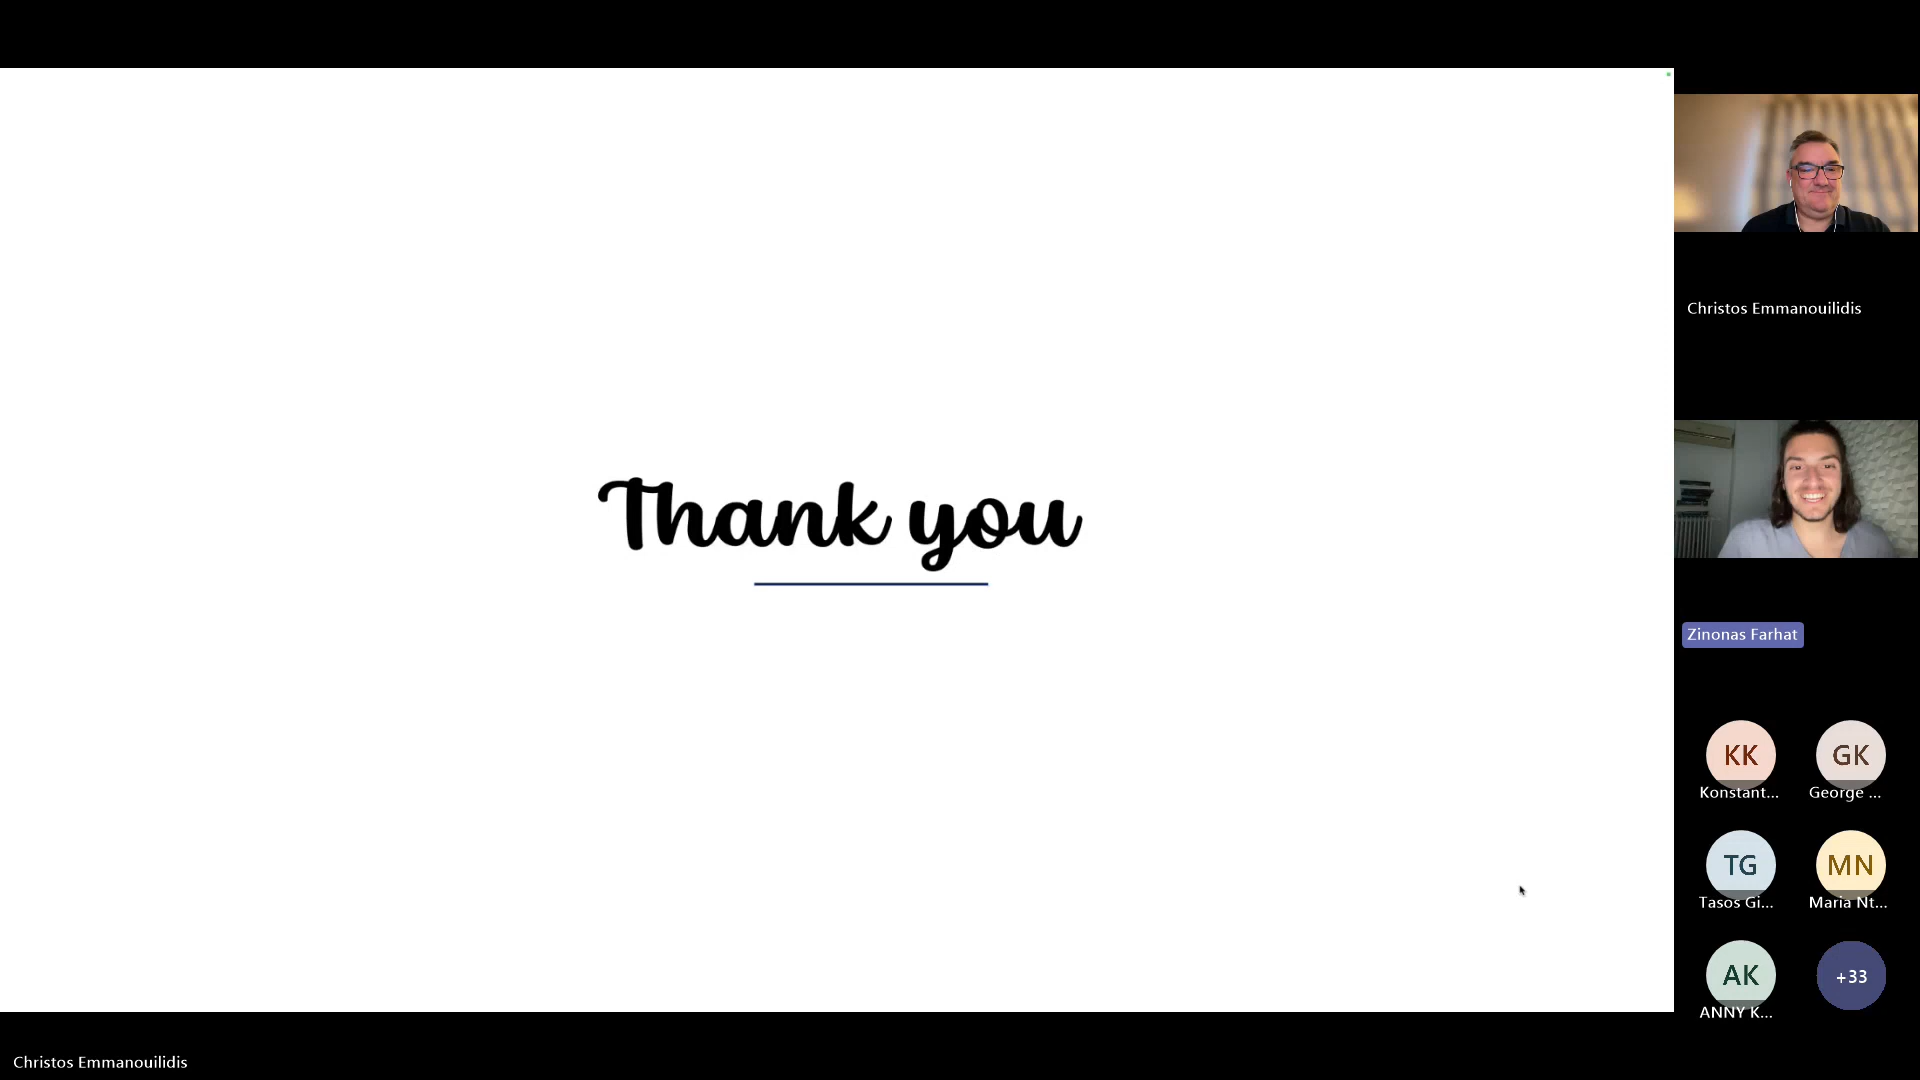 Thank you
Christos Emmanouilidis
Zinonas Farhat
KK
GK
Konstant...
George ...
TG
MN
Tasos Gi...
Maria Nt...
AK
+33
ANNY K...
Christos Emmanouilidis